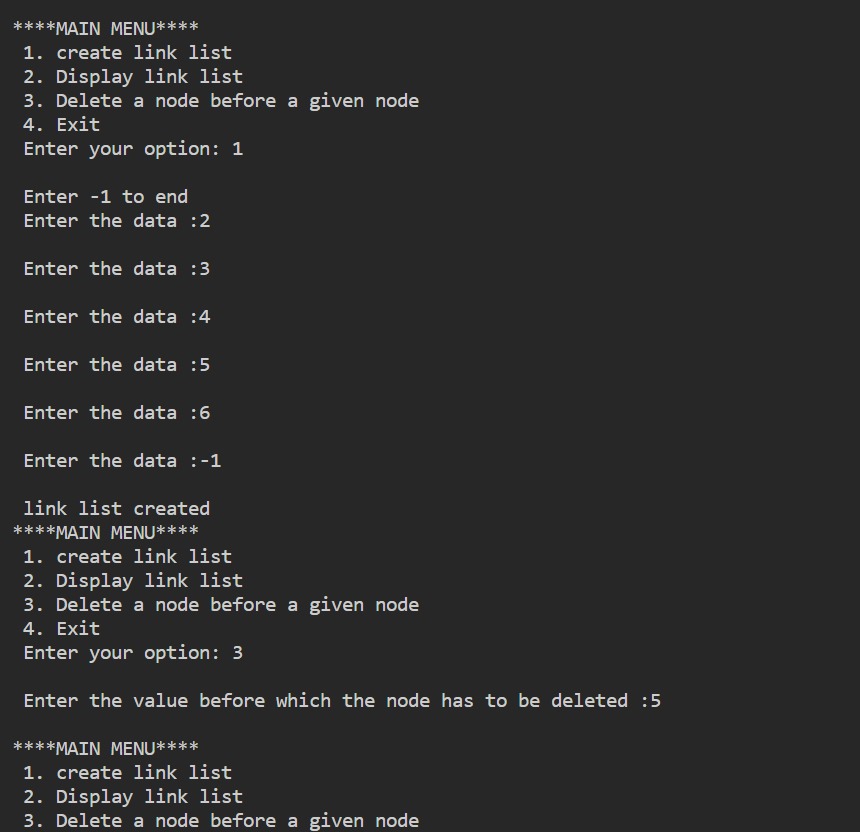 ****MAIN MENU****
1. create link list
2. Display link list
3. Delete a node before a given node
4. Exit
Enter your option: 1
Enter -1 to end
Enter the data :2
Enter the data :3
Enter the data :4
Enter the data :5
Enter the data :6
Enter the data :-1
link list created
****MAIN MENU****
1. create link list
2. Display link list
3. Delete a node before a given node
4. Exit
Enter your option: 3
Enter the value before which the node has to be deleted :5
****MAIN MENU****
1. create link list
2. Display link list
3. Delete a node before a given node